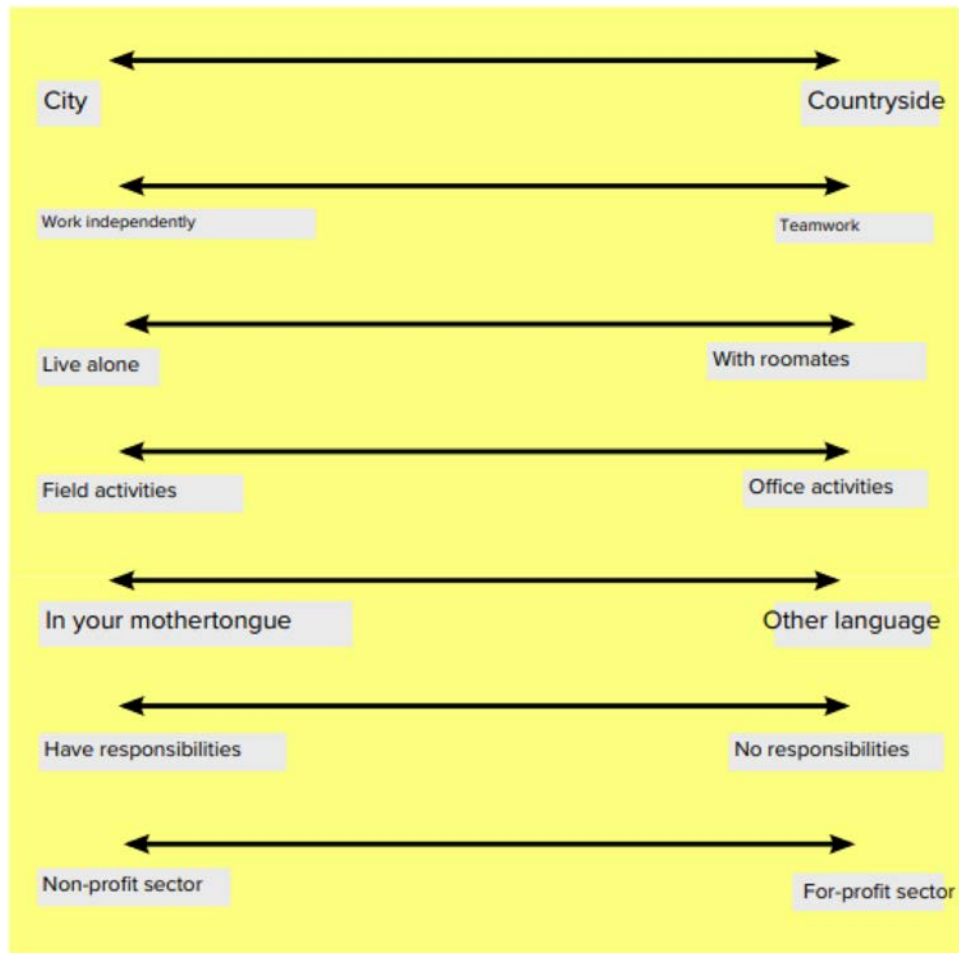 City
Countryside
Work independently
Teamwork
Live alone
With roomates
Field activities
Office activities
In your mothertongue
Other language
Have responsibilities
No responsibilities
Non-profit sector
For-profit sector